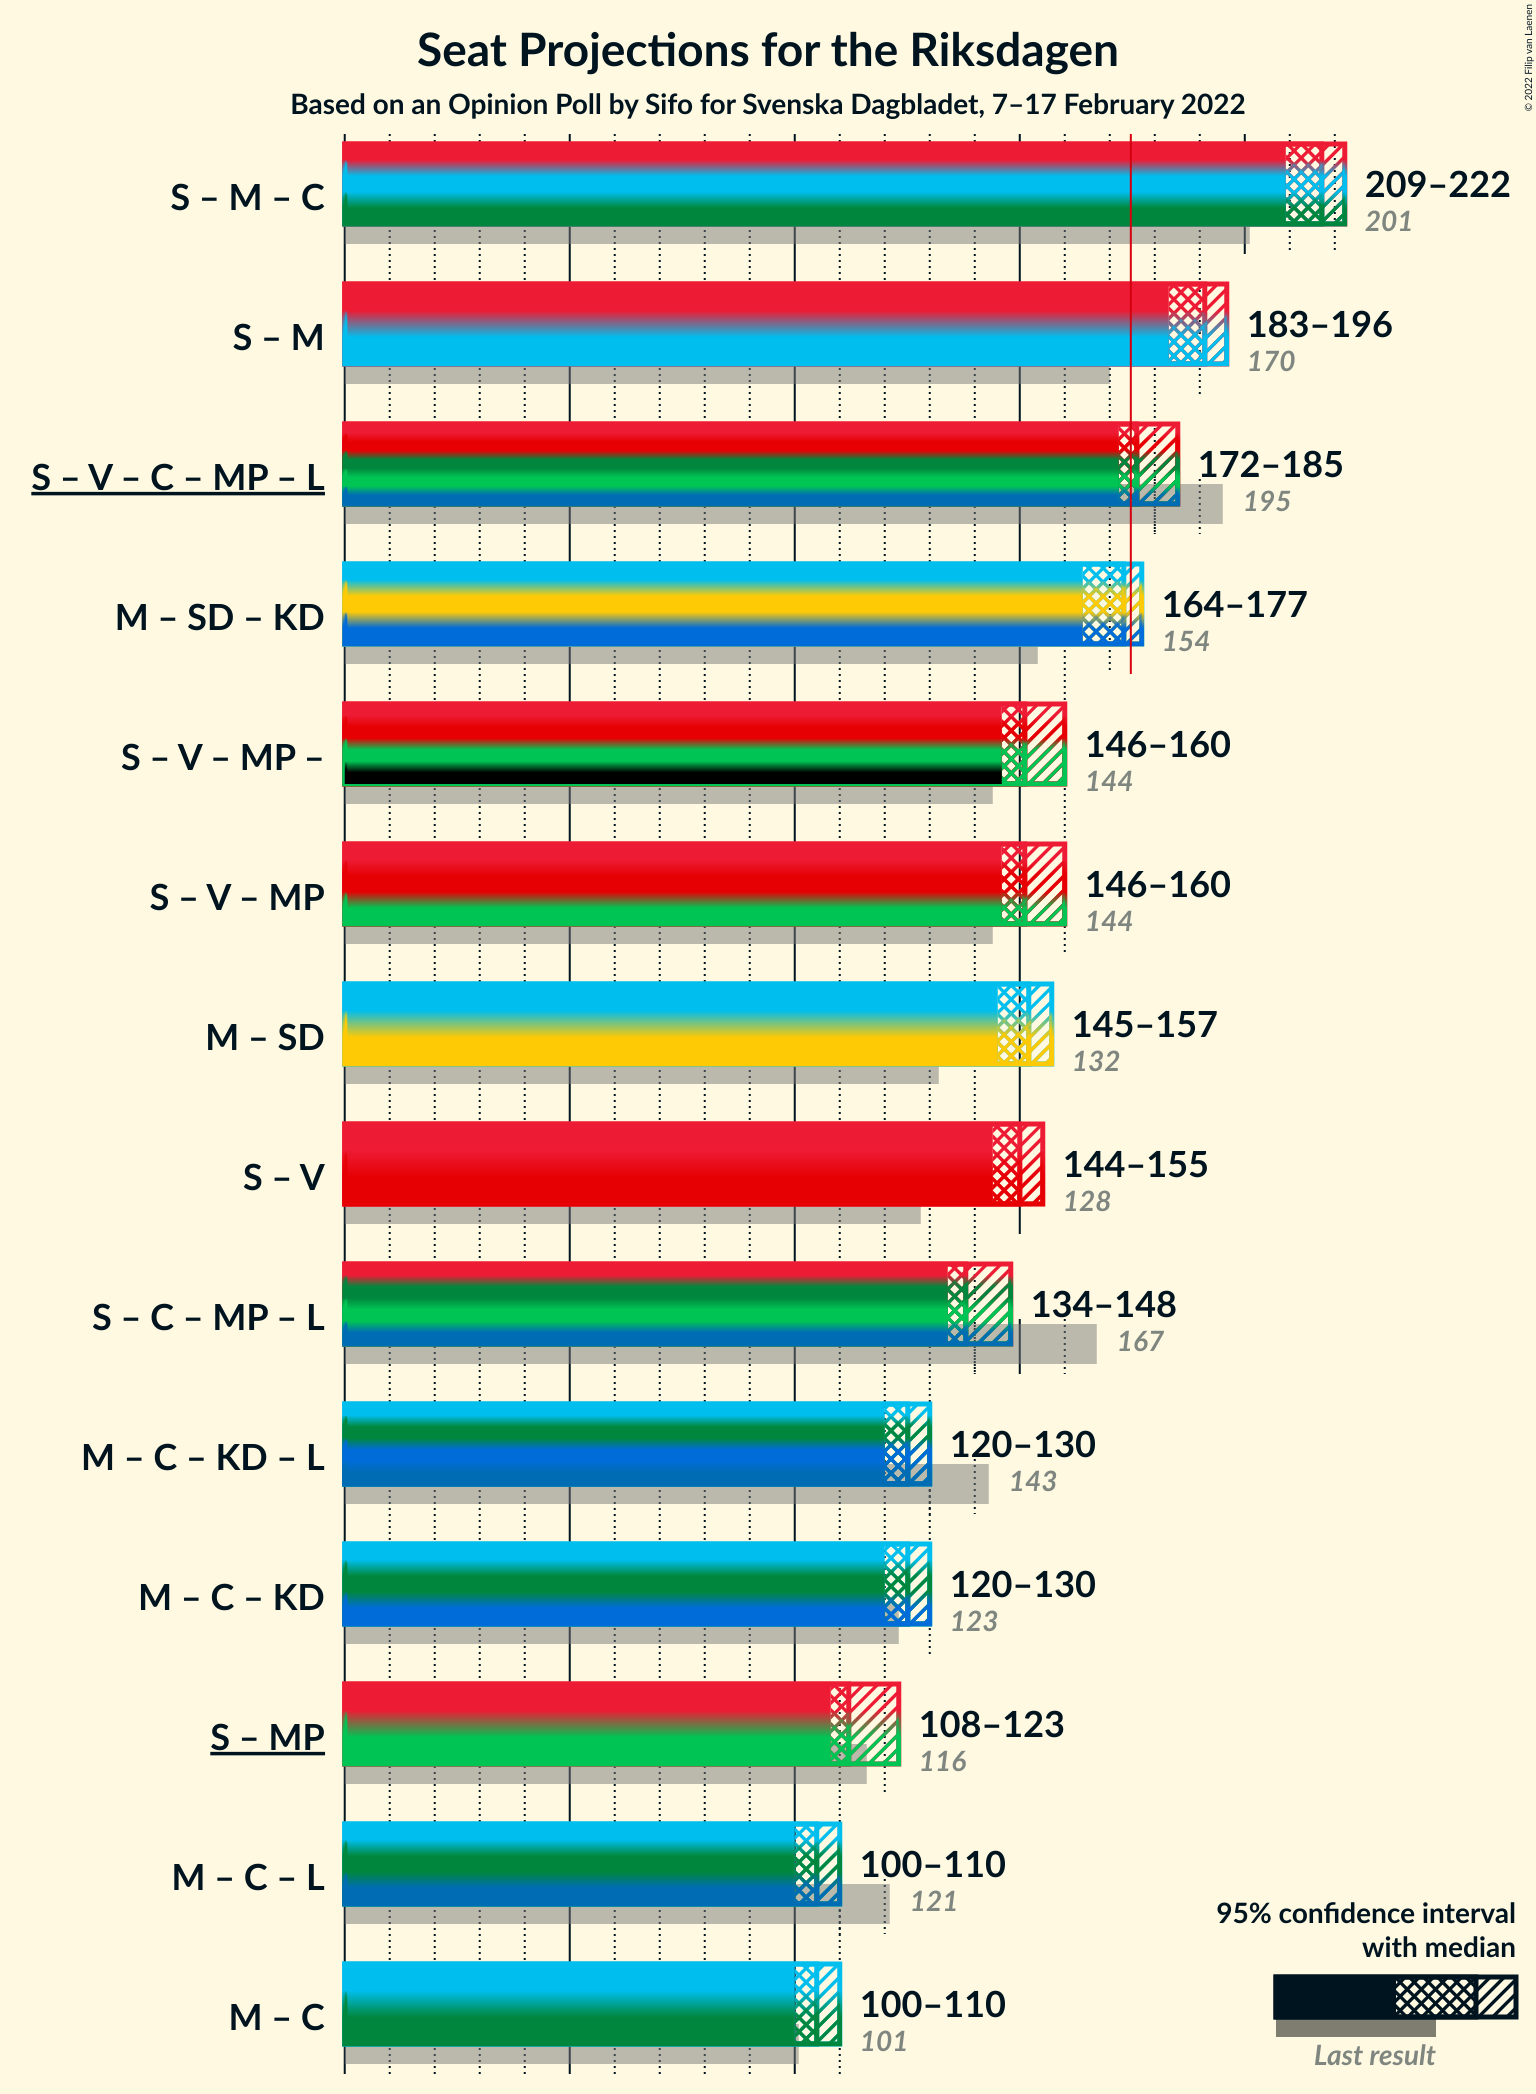 Seat Projections for the Riksdagen
Based on an Opinion Poll by Sifo for Svenska Dagbladet, 7–17 February 2022
© 2022 Filip van Laenen
S – M – C
209–222
201
S – M
183–196
170
S – V – C – MP – L
172–185
195
M – SD – KD
164–177
154
S – V – MP –
146–160
144
S – V – MP
146–160
144
M – SD
145–157
132
S – V
144–155
128
S – C – MP – L
134–148
167
M – C – KD – L
120–130
143
M – C – KD
120–130
123
S – MP
108–123
116
M – C – L
100–110
121
M – C
100–110
101
95% confidence interval
with median
Last result